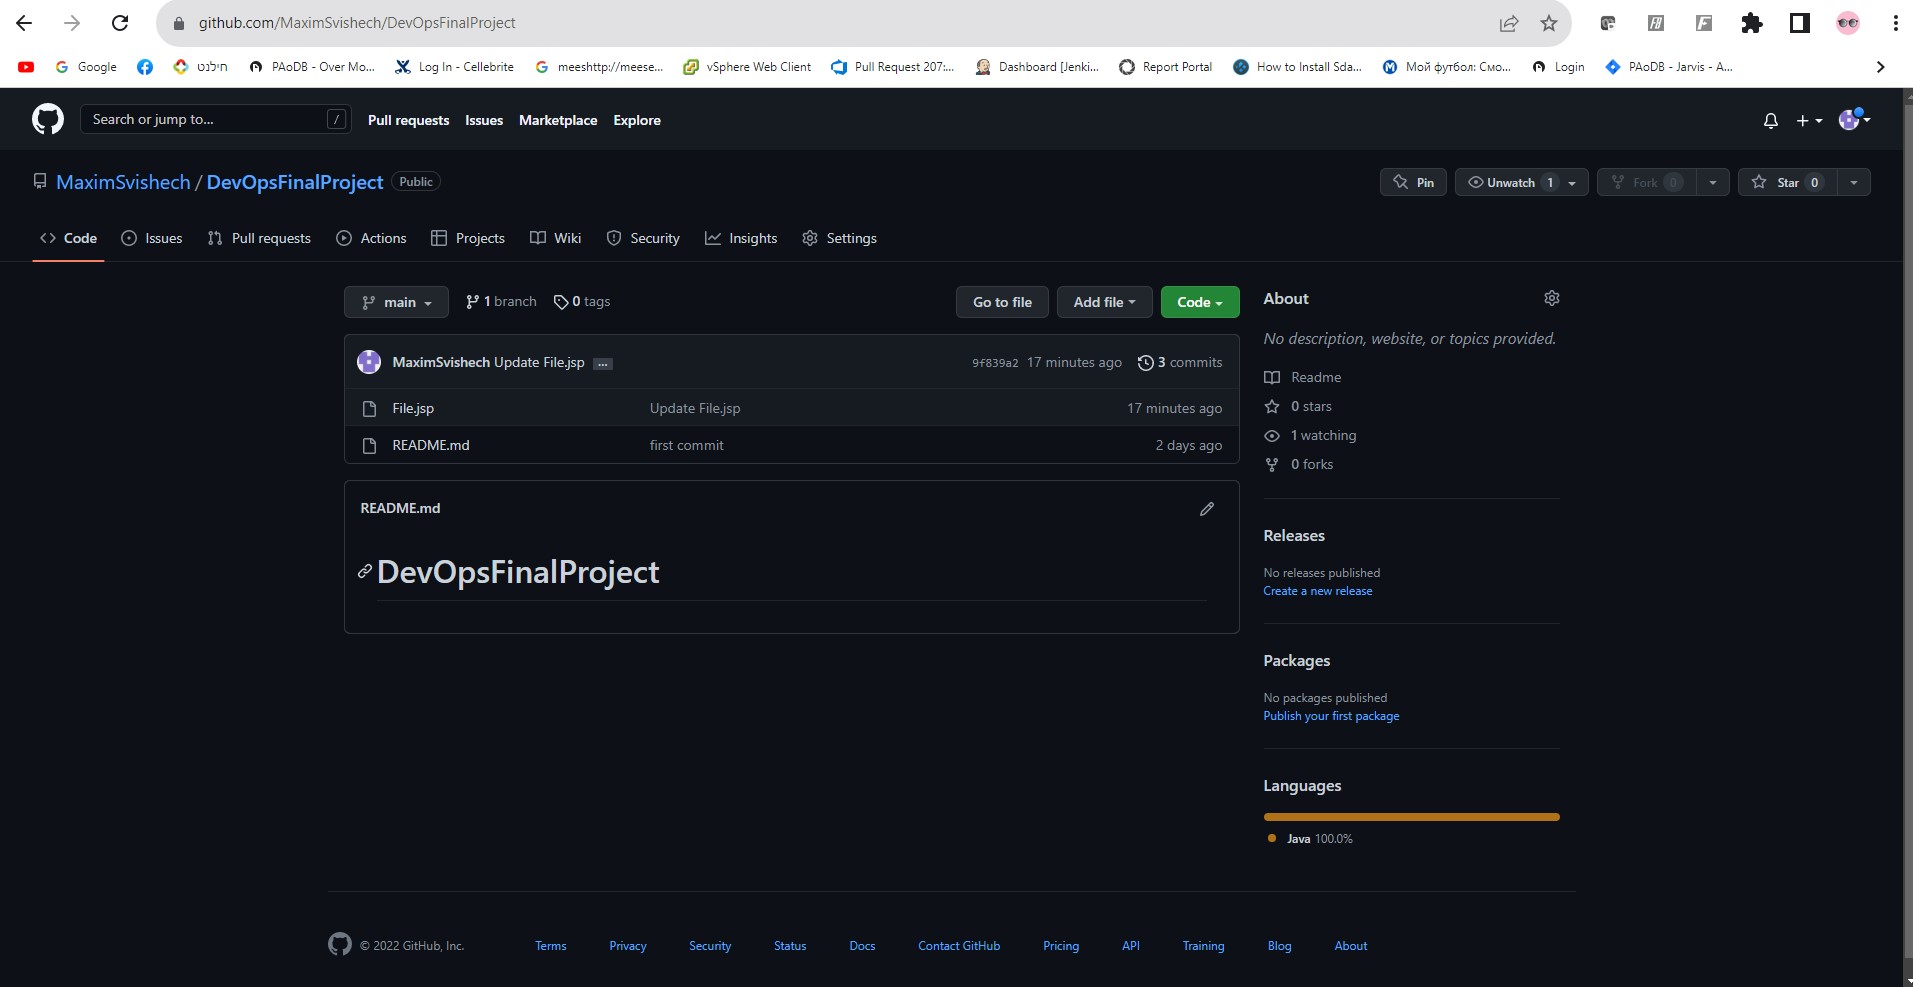 github.com/MaximSvishech/DevOpsFinalProject
Google חילנט PAoDB - Over Mo... Log In - Cellebrite meeshttp://meese... vSphere Web Client Pull Request 207:... Dashboard [Jenki... Report Portal How to Install Sda... Мой футбол: Смо... Login PAoDB - Jarvis - A...
Search or jump to... / Pull requests Issues Marketplace Explore
MaximSvishech / DevOpsFinalProject Public Pin Unwatch 1 Fork 0 Star 0
Code Issues Pull requests Actions Projects Wiki Security Insights Settings
main 1 branch 0 tags Go to file Add file Code
MaximSvishech Update File.jsp ... 9f839a2 17 minutes ago 3 commits
File.jsp Update File.jsp 17 minutes ago
README.md first commit 2 days ago
README.md
DevOpsFinalProject
About
No description, website, or topics provided.
Readme
0 stars
1 watching
0 forks
Releases
No releases published
Create a new release
Packages
No packages published
Publish your first package
Languages
Java 100.0%
© 2022 GitHub, Inc. Terms Privacy Security Status Docs Contact GitHub Pricing API Training Blog About